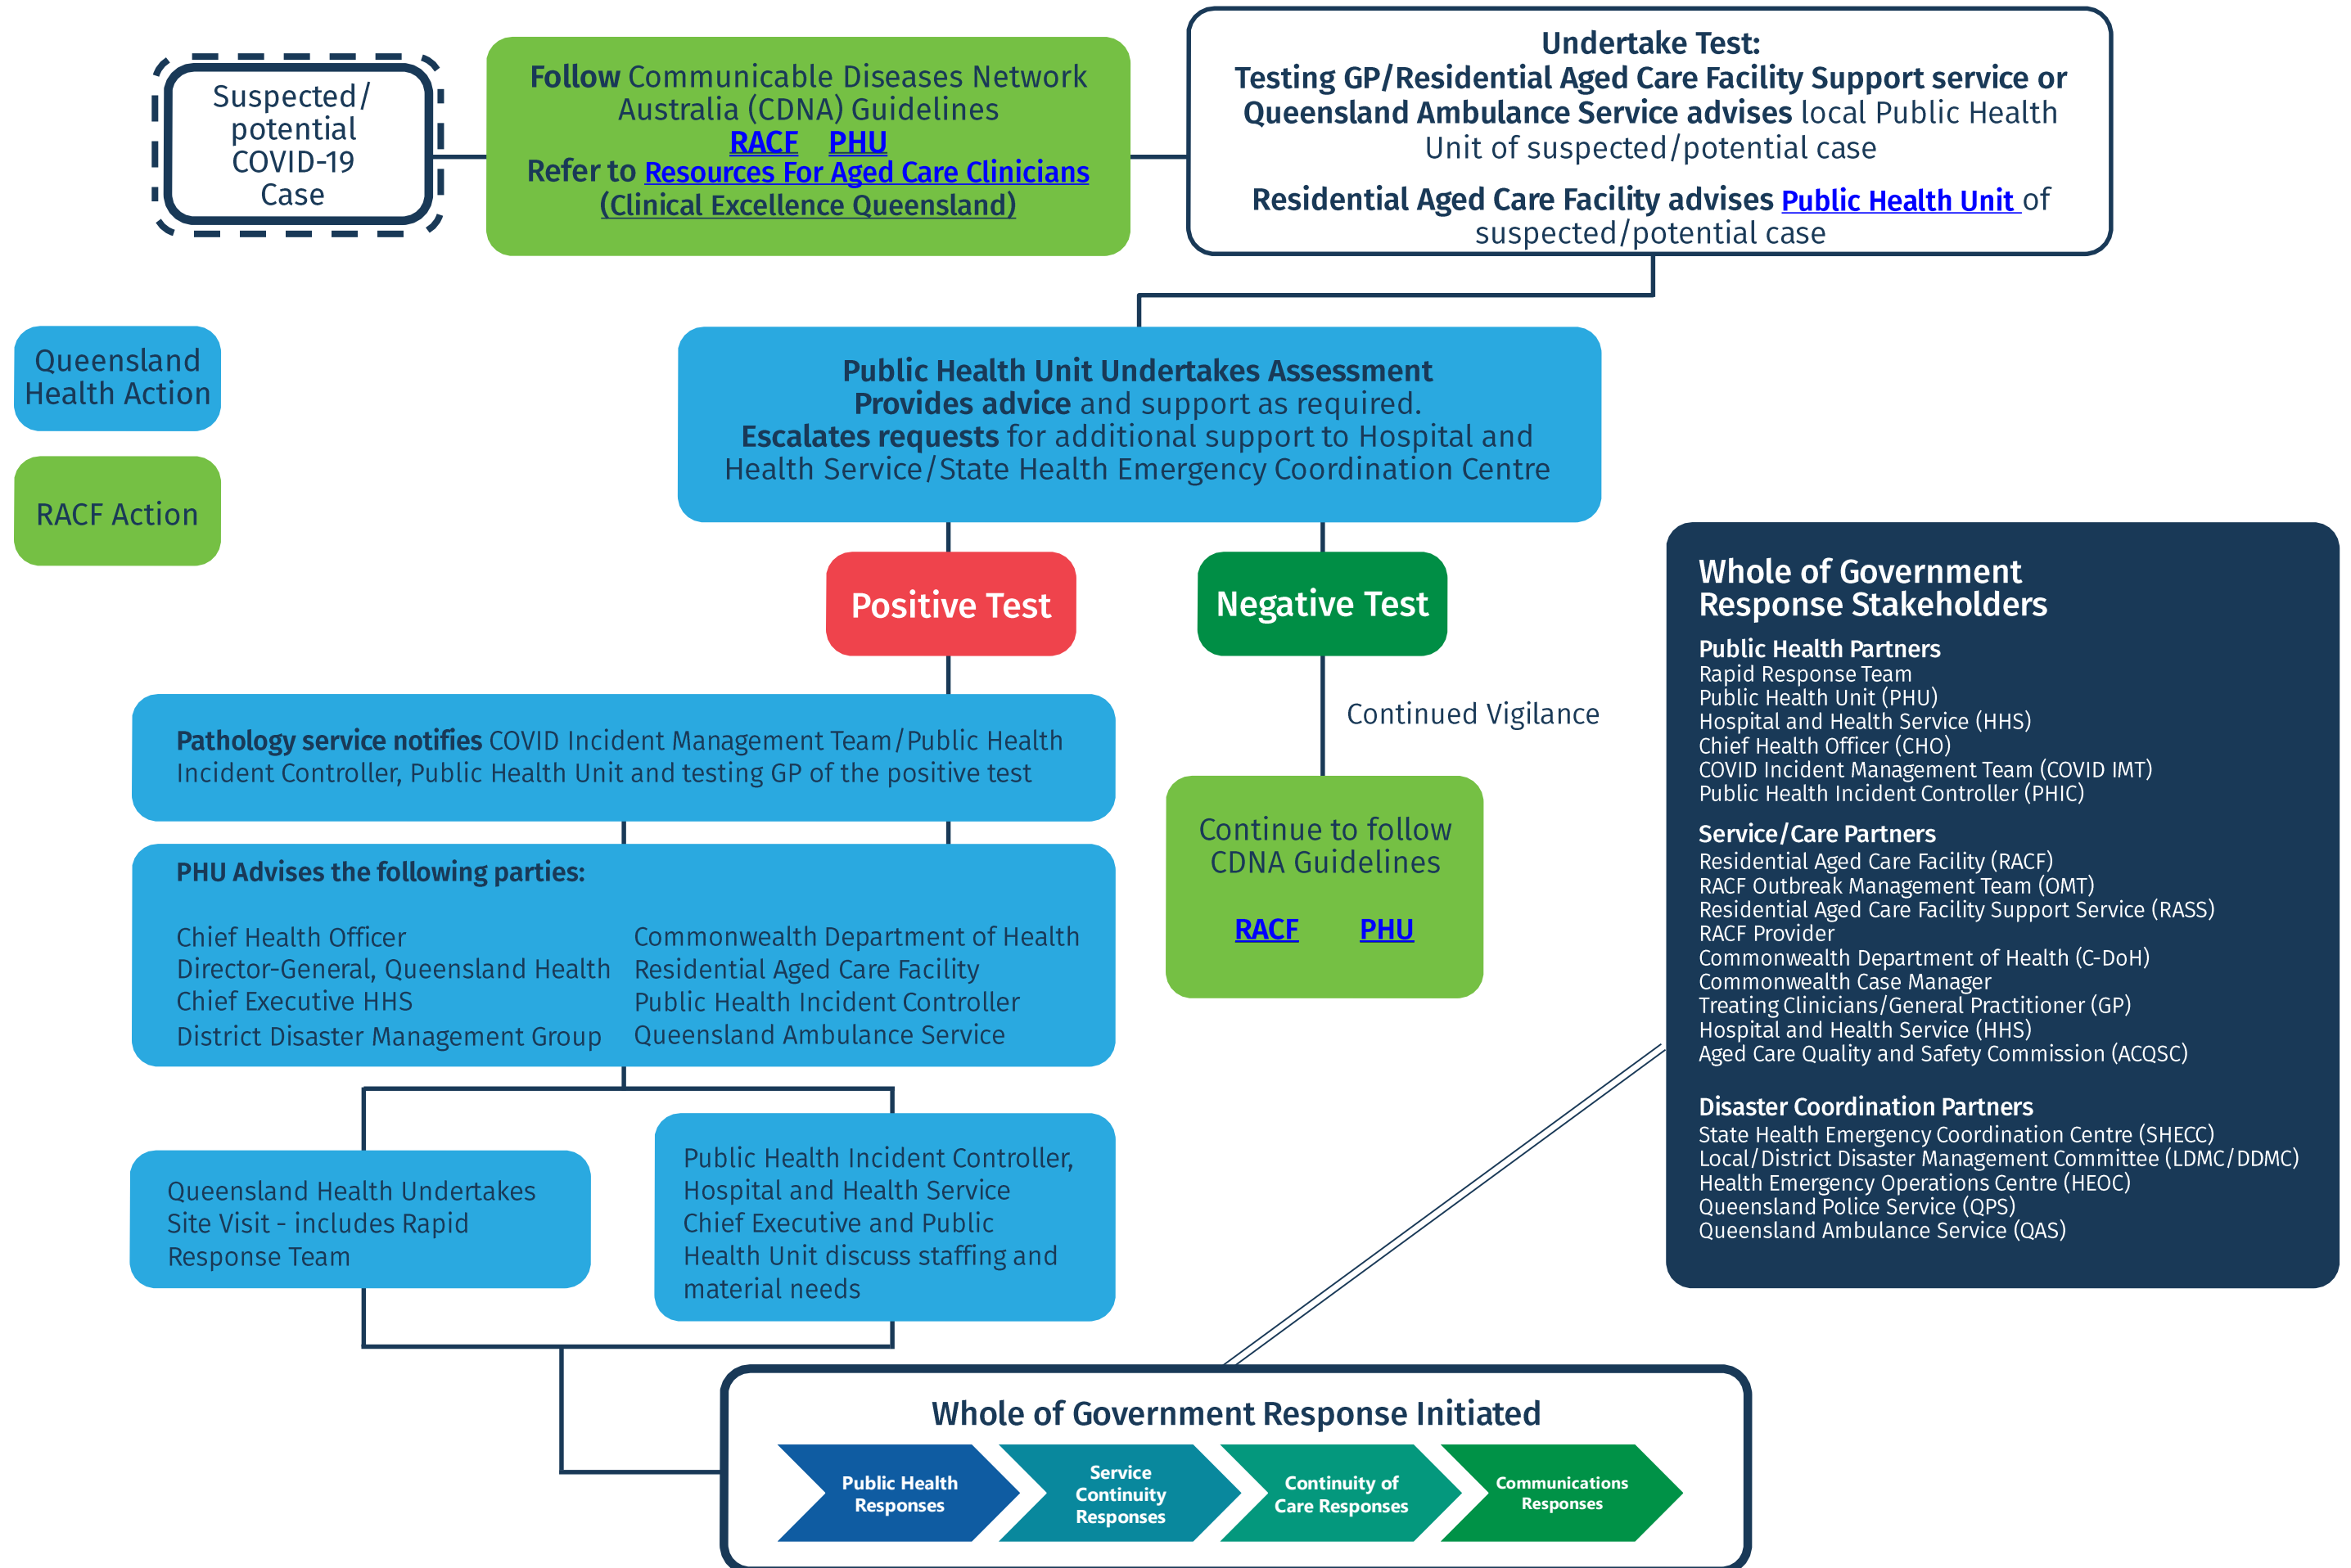 Suspected/
potential
COVID-19
Case
Follow Communicable Diseases Network
Australia (CDNA) Guidelines
RACF PHU
Refer to Resources For Aged Care Clinicians
(Clinical Excellence Queensland)
Undertake Test:
Testing GP/Residential Aged Care Facility Support service or
Queensland Ambulance Service advises local Public Health
Unit of suspected/potential case
Residential Aged Care Facility advises Public Health Unit of
suspected/potential case
Queensland
Health Action
RACF Action
Public Health Unit Undertakes Assessment
Provides advice and support as required.
Escalates requests for additional support to Hospital and
Health Service/State Health Emergency Coordination Centre
Positive Test
Negative Test
Continued Vigilance
Pathology service notifies COVID Incident Management Team/Public Health
Incident Controller, Public Health Unit and testing GP of the positive test
PHU Advises the following parties:
Chief Health Officer
Director-General, Queensland Health
Chief Executive HHS
District Disaster Management Group
Commonwealth Department of Health
Residential Aged Care Facility
Public Health Incident Controller
Queensland Ambulance Service
Continue to follow
CDNA Guidelines
RACF PHU
Queensland Health Undertakes
Site Visit - includes Rapid
Response Team
Public Health Incident Controller,
Hospital and Health Service
Chief Executive and Public
Health Unit discuss staffing and
material needs
Whole of Government
Response Stakeholders
Public Health Partners
Rapid Response Team
Public Health Unit (PHU)
Hospital and Health Service (HHS)
Chief Health Officer (CHO)
COVID Incident Management Team (COVID IMT)
Public Health Incident Controller (PHIC)
Service/Care Partners
Residential Aged Care Facility (RACF)
RACF Outbreak Management Team (OMT)
Residential Aged Care Facility Support Service (RASS)
RACF Provider
Commonwealth Department of Health (C-DoH)
Commonwealth Case Manager
Treating Clinicians/General Practitioner (GP)
Hospital and Health Service (HHS)
Aged Care Quality and Safety Commission (ACQSC)
Disaster Coordination Partners
State Health Emergency Coordination Centre (SHECC)
Local/District Disaster Management Committee (LDMC/DDMC)
Health Emergency Operations Centre (HEOC)
Queensland Police Service (QPS)
Queensland Ambulance Service (QAS)
Whole of Government Response Initiated
Public Health
Responses
Service
Continuity
Responses
Continuity of
Care Responses
Communications
Responses